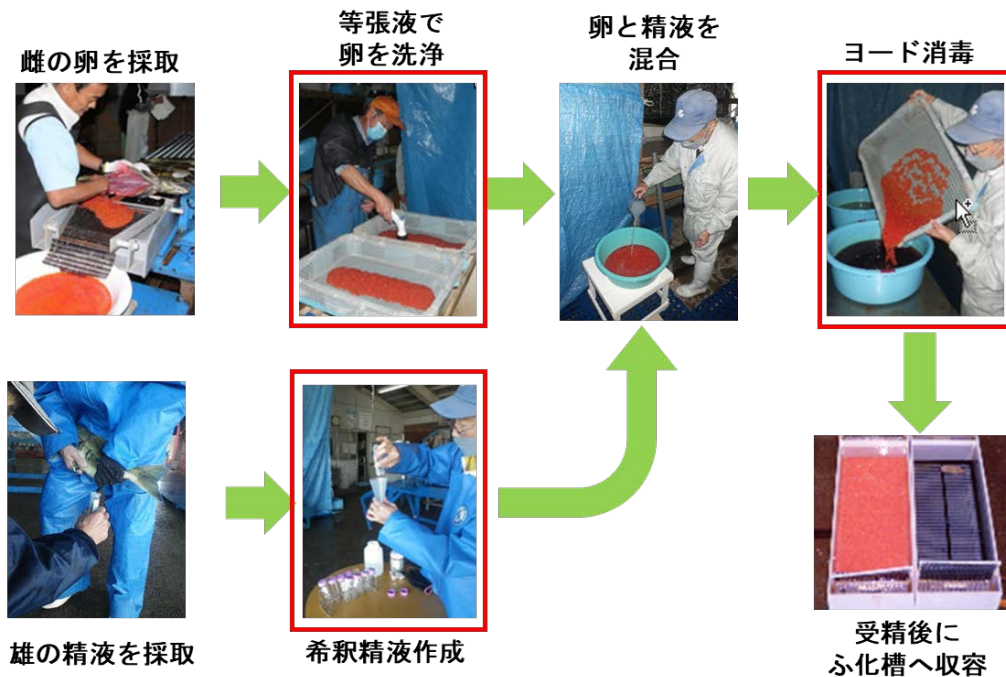 雌の卵を採取
等張液で
卵を洗浄
卵と精液を
混合
ヨード消毒
雄の精液を採取
希釈精液作成
受精後に
ふ化槽へ収容